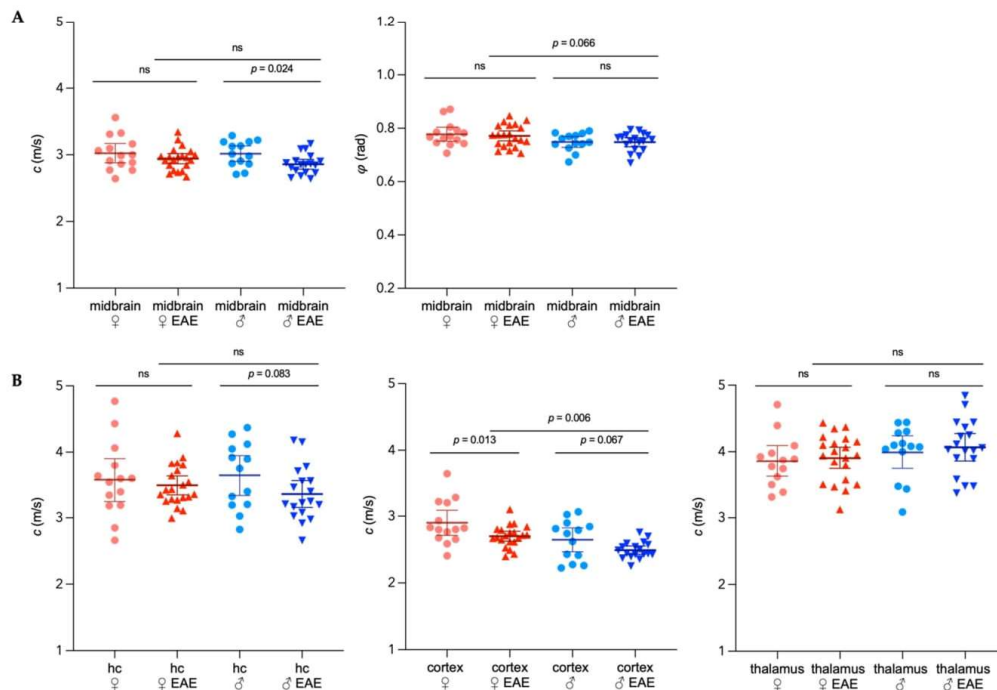 A
5
4
3
2
1
c (m/s)
ns
ns
p = 0.024
midbrain ♀
midbrain ♀ EAE
midbrain ♂
midbrain ♂ EAE
1.2
1.0
0.8
0.6
0.4
0.2
φ (rad)
p = 0.066
ns
ns
midbrain ♀
midbrain ♀ EAE
midbrain ♂
midbrain ♂ EAE
B
5
4
3
2
1
c (m/s)
ns
ns
p = 0.083
hc ♀
hc ♀ EAE
hc ♂
hc ♂ EAE
5
4
3
2
1
c (m/s)
p = 0.006
p = 0.013
p = 0.067
cortex ♀
cortex ♀ EAE
cortex ♂
cortex ♂ EAE
5
4
3
2
1
c (m/s)
ns
ns
ns
thalamus ♀
thalamus ♀ EAE
thalamus ♂
thalamus ♂ EAE